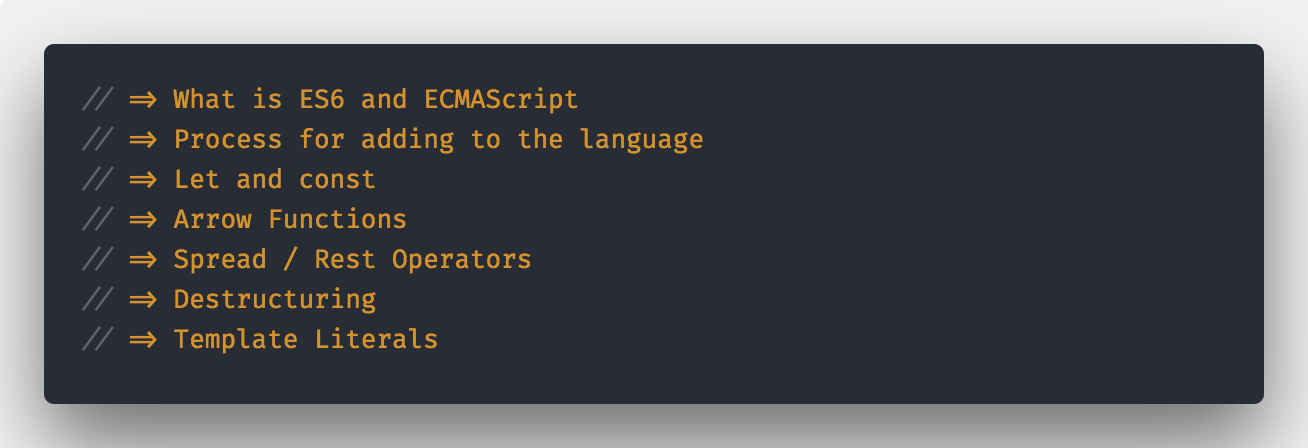 // => What is ES6 and ECMAScript
// => Process for adding to the language
// => Let and const
// => Arrow Functions
// => Spread / Rest Operators
// => Destructuring
// => Template Literals